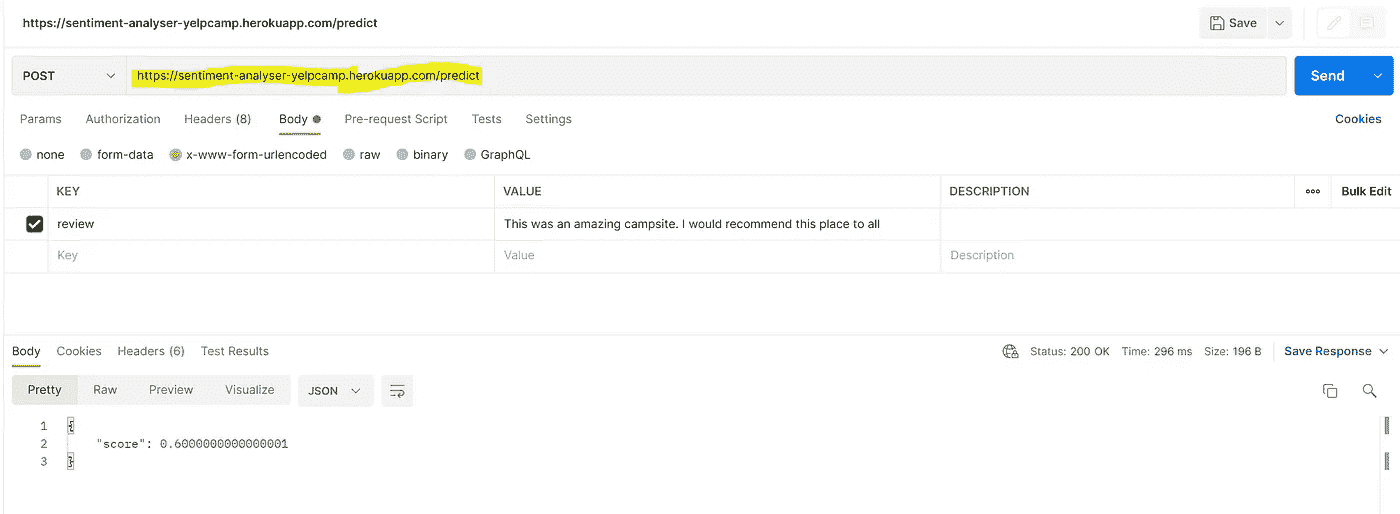 https://sentiment-analyser-yelpcamp.herokuapp.com/predict
Save
POST
https://sentiment-analyser-yelpcamp.herokuapp.com/predict
Send
Params Authorization Headers (8) Body Pre-request Script Tests Settings Cookies
none form-data x-www-form-urlencoded raw binary GraphQL
KEY VALUE DESCRIPTION ooo Bulk Edit
review This was an amazing campsite. I would recommend this place to all
Key Value Description
Body Cookies Headers (6) Test Results Status: 200 OK Time: 296 ms Size: 196 B Save Response
Pretty Raw Preview Visualize JSON
1 {
2 "score": 0.6000000000000001
3 }